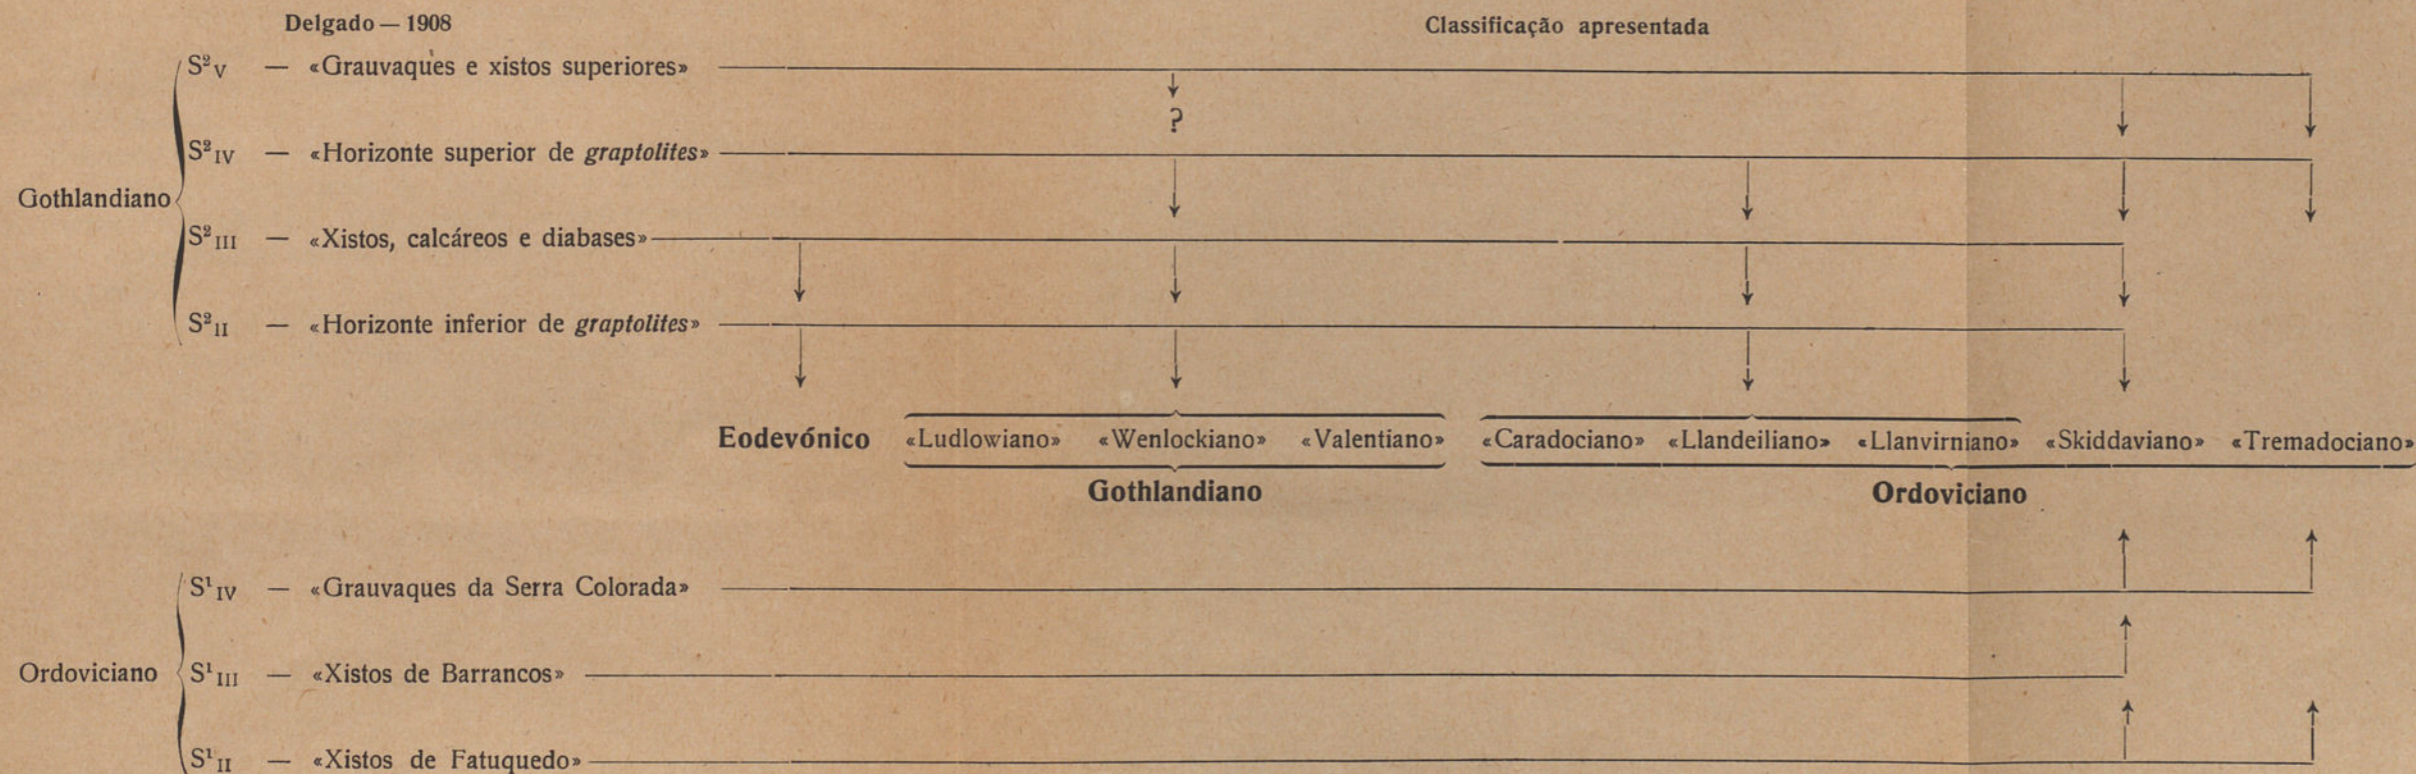 Delgado — 1908 Classificação apresentada
S²V — «Grauvaques e xistos superiores»
?
S²IV — «Horizonte superior de graptolites»
Gothlandiano
S²III — «Xistos, calcáreos e diabases»
S²II — «Horizonte inferior de graptolites»
Eodevónico «Ludlowiano» «Wenlockiano» «Valentiano» «Caradociano» «Llandeiliano» «Llanvirniano» «Skiddaviano» «Tremadociano»
Gothlandiano Ordoviciano
S¹IV — «Grauvaques da Serra Colorada»
Ordoviciano S¹III — «Xistos de Barrancos»
S¹II — «Xistos de Fatuquedo»